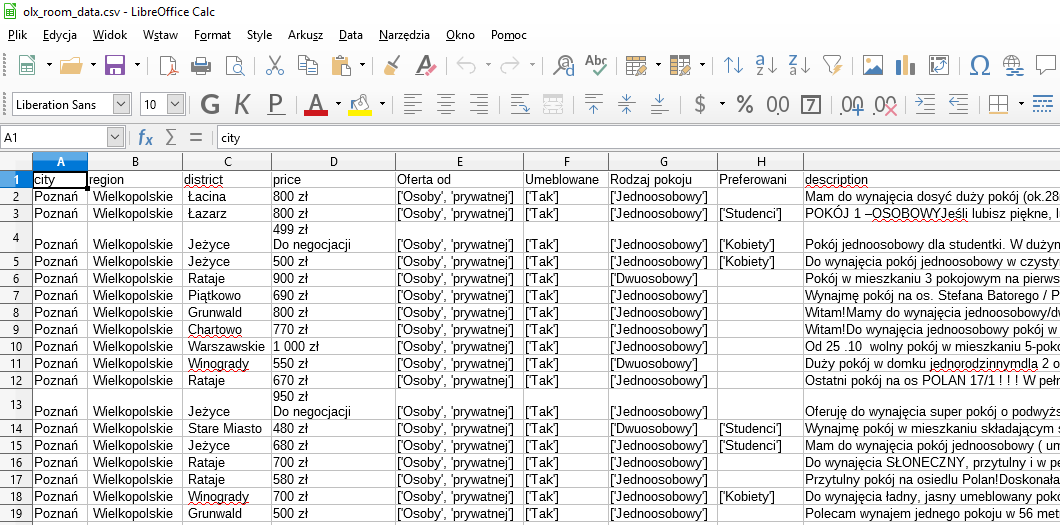 olx_room_data.csv - LibreOffice Calc
Plik Edycja Widok Wstaw Format Style Arkusz Data Narzędzia Okno Pomoc
Liberation Sans 10 G K P A $ % 00 7 .00 .00
A1 fx Σ = city
A B C D E F G H
1 city region district price Oferta od Umeblowane Rodzaj pokoju Preferowani description
2 Poznań Wielkopolskie Łacina 800 zł ['Osoby', 'prywatnej'] ['Tak'] ['Jednoosobowy'] Mam do wynajęcia dosyć duży pokój (ok.28
3 Poznań Wielkopolskie Łazarz 800 zł ['Osoby', 'prywatnej'] ['Tak'] ['Jednoosobowy'] ['Studenci'] POKÓJ 1 –OSOBOWYJeśli lubisz piękne,
499 zł
4 Poznań Wielkopolskie Jeżyce Do negocjacji ['Osoby', 'prywatnej'] ['Tak'] ['Jednoosobowy'] ['Kobiety'] Pokój jednoosobowy dla studentki. W dużym
5 Poznań Wielkopolskie Jeżyce 500 zł ['Osoby', 'prywatnej'] ['Tak'] ['Jednoosobowy'] ['Kobiety'] Do wynajęcia pokój jednoosobowy w czysty
6 Poznań Wielkopolskie Rataje 900 zł ['Osoby', 'prywatnej'] ['Tak'] ['Dwuosobowy'] Pokój w mieszkaniu 3 pokojowym na pierws
7 Poznań Wielkopolskie Piątkowo 690 zł ['Osoby', 'prywatnej'] ['Tak'] ['Jednoosobowy'] Wynajmę pokój na os. Stefana Batorego / P
8 Poznań Wielkopolskie Grunwald 800 zł ['Osoby', 'prywatnej'] ['Tak'] ['Jednoosobowy'] Witam!Mamy do wynajęcia jednoosobowy/dw
9 Poznań Wielkopolskie Chartowo 770 zł ['Osoby', 'prywatnej'] ['Tak'] ['Jednoosobowy'] Witam!Do wynajęcia jednoosobowy pokój w
10 Poznań Wielkopolskie Warszawskie 1 000 zł ['Osoby', 'prywatnej'] ['Tak'] ['Jednoosobowy'] Od 25 .10 wolny pokój w mieszkaniu 5-poko
11 Poznań Wielkopolskie Winogrady 550 zł ['Osoby', 'prywatnej'] ['Tak'] ['Dwuosobowy'] Duży pokój w domku jednorodzinnymdla 2 o
12 Poznań Wielkopolskie Rataje 670 zł ['Osoby', 'prywatnej'] ['Tak'] ['Jednoosobowy'] Ostatni pokój na os POLAN 17/1 ! ! ! W pełn
950 zł
13 Poznań Wielkopolskie Jeżyce Do negocjacji ['Osoby', 'prywatnej'] ['Tak'] ['Jednoosobowy'] Oferuję do wynajęcia super pokój o podwyżs
14 Poznań Wielkopolskie Stare Miasto 480 zł ['Osoby', 'prywatnej'] ['Tak'] ['Dwuosobowy'] ['Studenci'] Wynajmę pokój w mieszkaniu składającym
15 Poznań Wielkopolskie Jeżyce 680 zł ['Osoby', 'prywatnej'] ['Tak'] ['Jednoosobowy'] ['Studenci'] Mam do wynajęcia pokój jednoosobowy ( um
16 Poznań Wielkopolskie Rataje 700 zł ['Osoby', 'prywatnej'] ['Tak'] ['Jednoosobowy'] Do wynajęcia SŁONECZNY, przytulny i w pe
17 Poznań Wielkopolskie Rataje 580 zł ['Osoby', 'prywatnej'] ['Tak'] ['Jednoosobowy'] Przytulny pokój na osiedlu Polan!Doskonała
18 Poznań Wielkopolskie Winogrady 700 zł ['Osoby', 'prywatnej'] ['Tak'] ['Jednoosobowy'] ['Kobiety'] Do wynajęcia ładny, jasny umeblowany poko
19 Poznań Wielkopolskie Grunwald 500 zł ['Osoby', 'prywatnej'] ['Tak'] ['Jednoosobowy'] Polecam wynajem jednego pokoju w 56 met